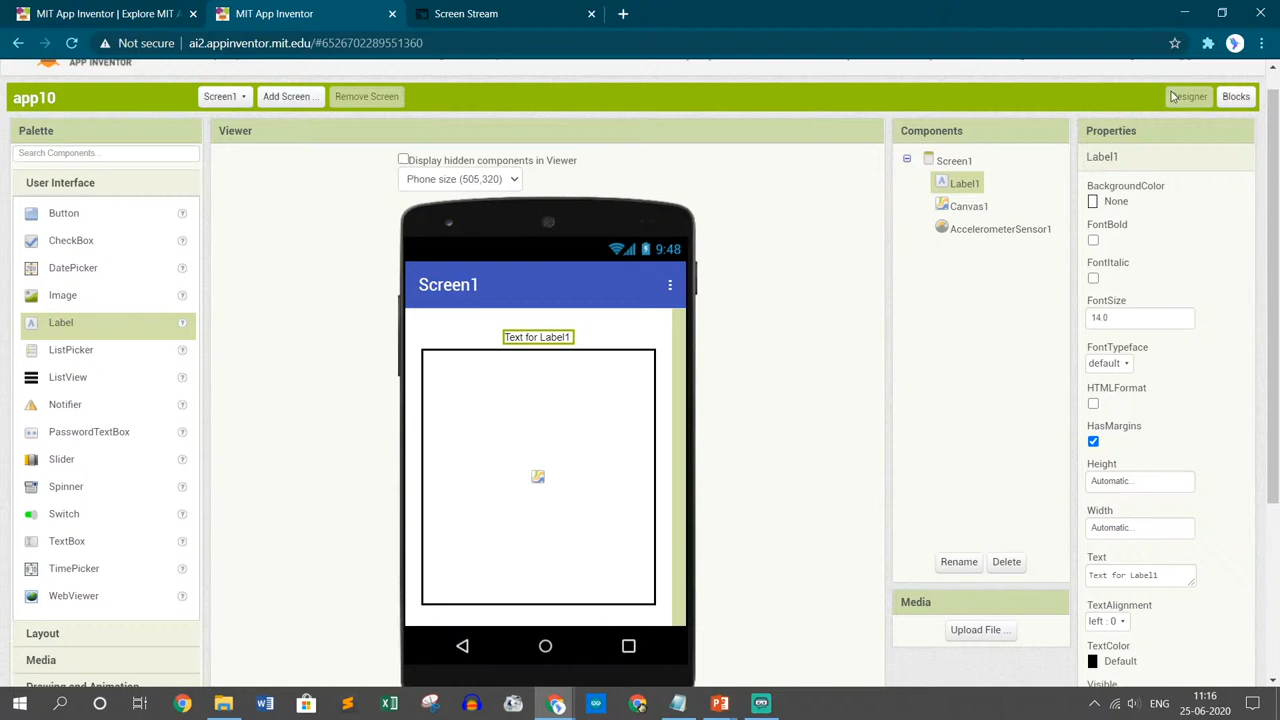 MIT App Inventor | Explore MIT A
MIT App Inventor
Screen Stream
Not secure
ai2.appinventor.mit.edu/#6526702289551360
APP INVENTOR
app10
Screen1
Add Screen ...
Remove Screen
Designer
Blocks
Palette
Search Components...
User Interface
Button
CheckBox
DatePicker
Image
Label
ListPicker
ListView
Notifier
PasswordTextBox
Slider
Spinner
Switch
TextBox
TimePicker
WebViewer
Layout
Media
Drawing and Animation
Viewer
Display hidden components in Viewer
Phone size (505,320)
9:48
Screen1
Text for Label1
Components
Screen1
Label1
Canvas1
AccelerometerSensor1
Rename
Delete
Media
Upload File ...
Properties
Label1
BackgroundColor
None
FontBold
FontItalic
FontSize
14.0
FontTypeface
default
HTMLFormat
HasMargins
Height
Automatic...
Width
Automatic...
Text
Text for Label1
TextAlignment
left : 0
TextColor
Default
Visible
ENG
11:16
25-06-2020